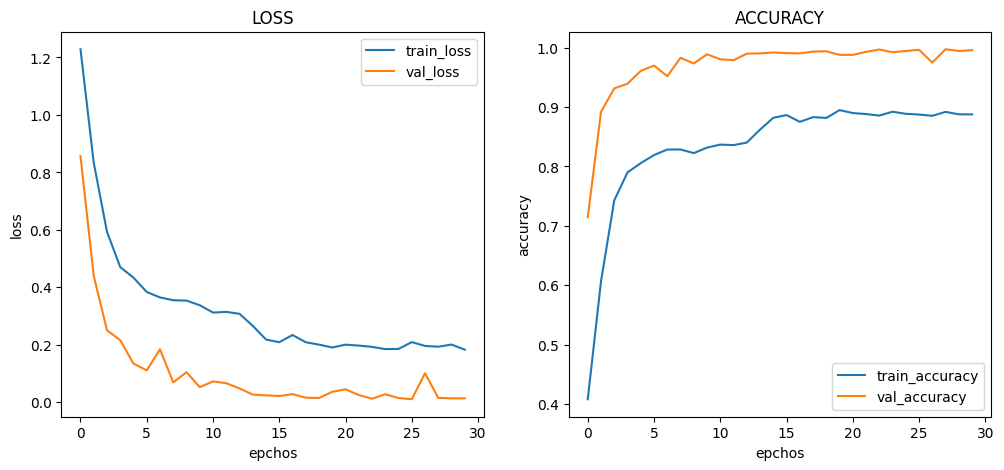 LOSS
train_loss
val_loss
1.2
1.0
0.8
0.6
0.4
0.2
0.0
loss
0 5 10 15 20 25 30
epchos
ACCURACY
1.0
0.9
0.8
0.7
0.6
0.5
0.4
accuracy
train_accuracy
val_accuracy
0 5 10 15 20 25 30
epchos